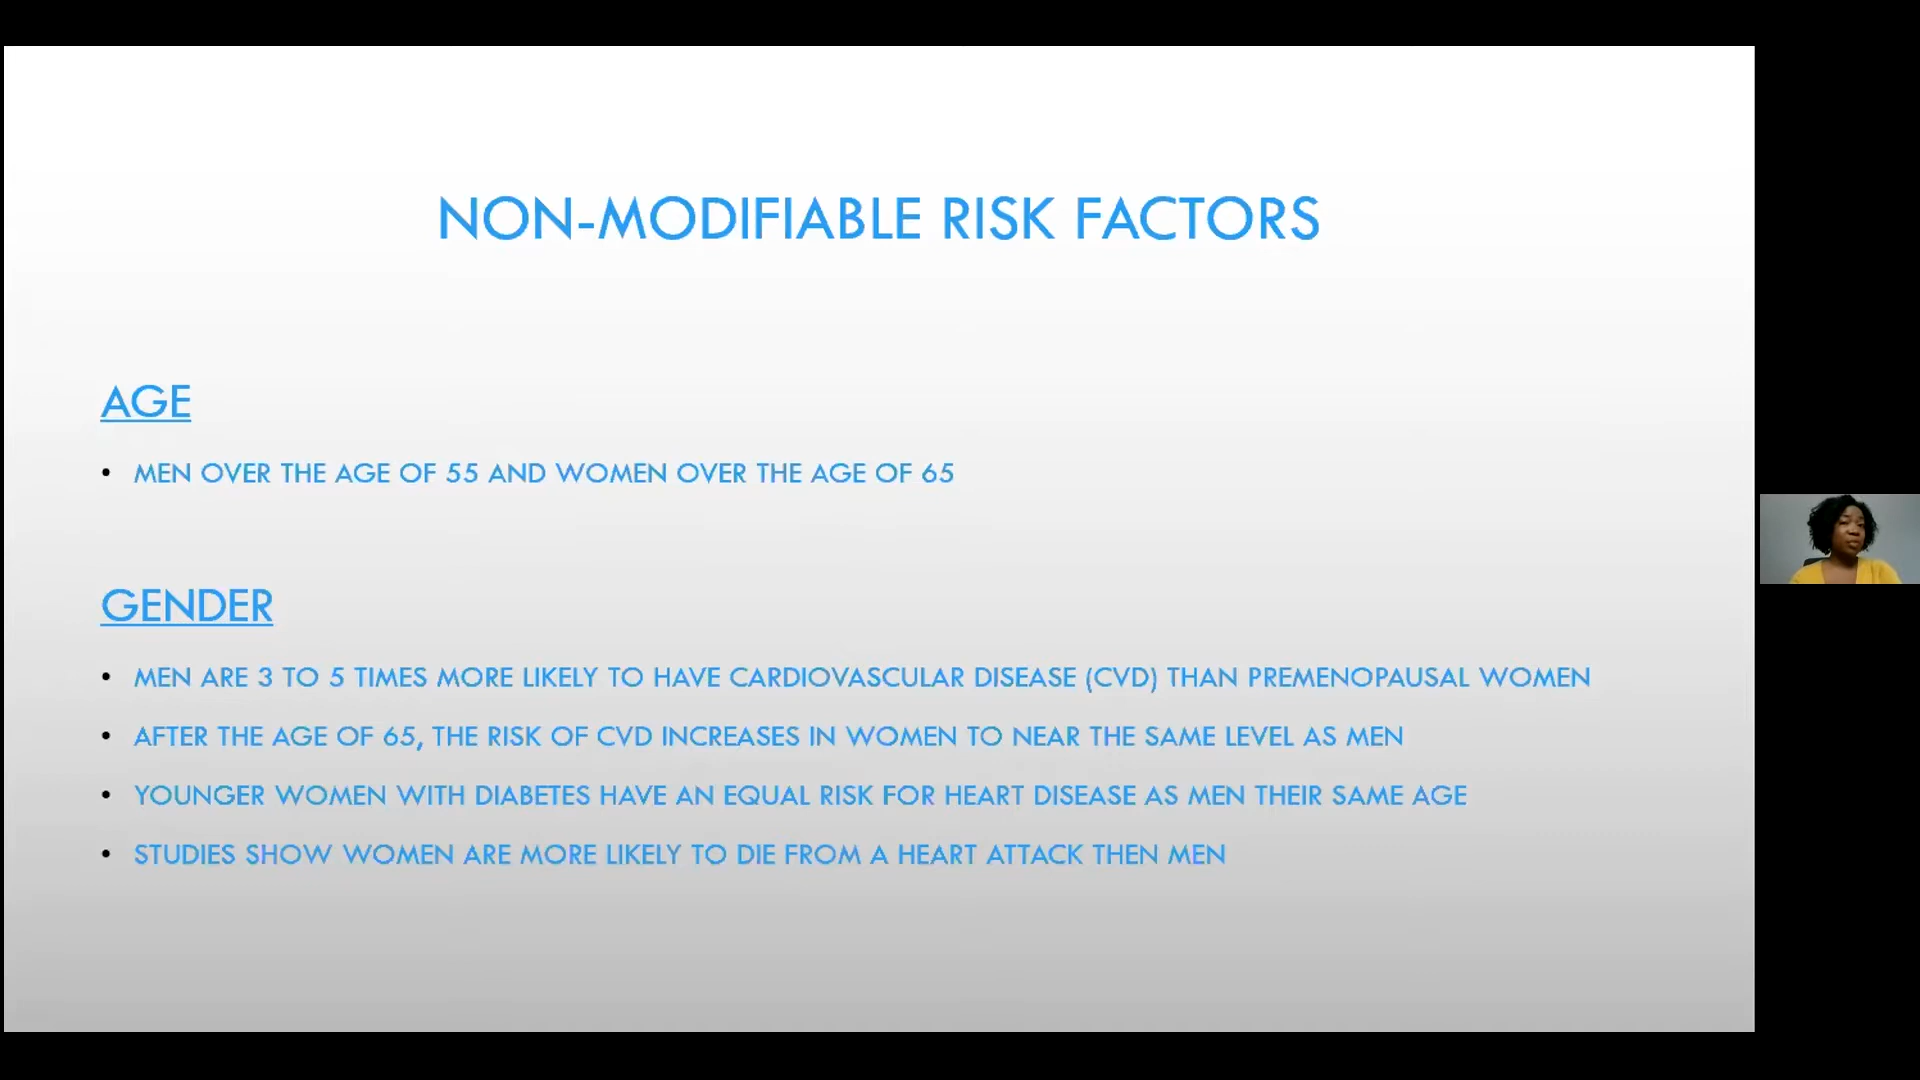 NON-MODIFIABLE RISK FACTORS
AGE
• MEN OVER THE AGE OF 55 AND WOMEN OVER THE AGE OF 65
GENDER
• MEN ARE 3 TO 5 TIMES MORE LIKELY TO HAVE CARDIOVASCULAR DISEASE (CVD) THAN PREMENOPAUSAL WOMEN
• AFTER THE AGE OF 65, THE RISK OF CVD INCREASES IN WOMEN TO NEAR THE SAME LEVEL AS MEN
• YOUNGER WOMEN WITH DIABETES HAVE AN EQUAL RISK FOR HEART DISEASE AS MEN THEIR SAME AGE
• STUDIES SHOW WOMEN ARE MORE LIKELY TO DIE FROM A HEART ATTACK THEN MEN